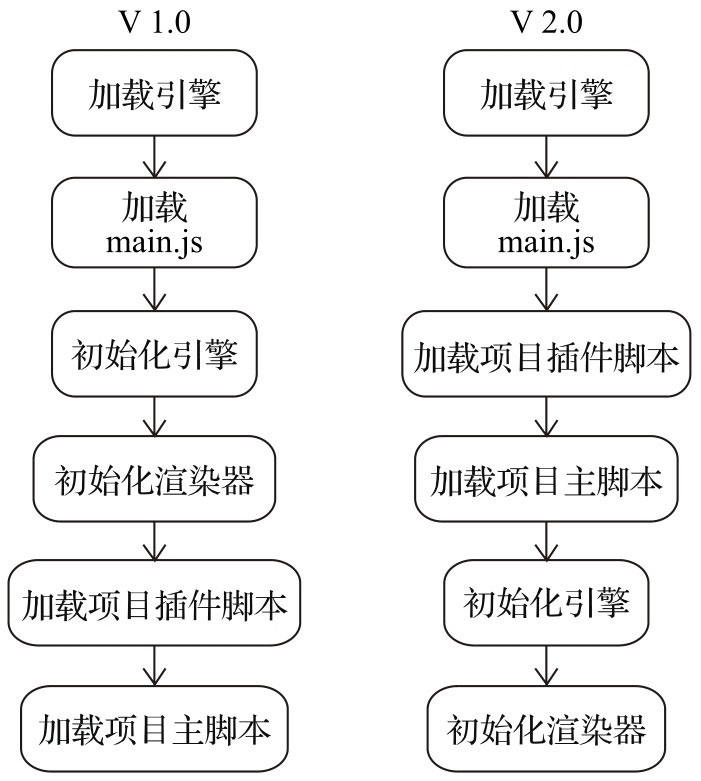 V 1.0
加载引擎
加载
main.js
初始化引擎
初始化渲染器
加载项目插件脚本
加载项目主脚本
V 2.0
加载引擎
加载
main.js
加载项目插件脚本
加载项目主脚本
初始化引擎
初始化渲染器